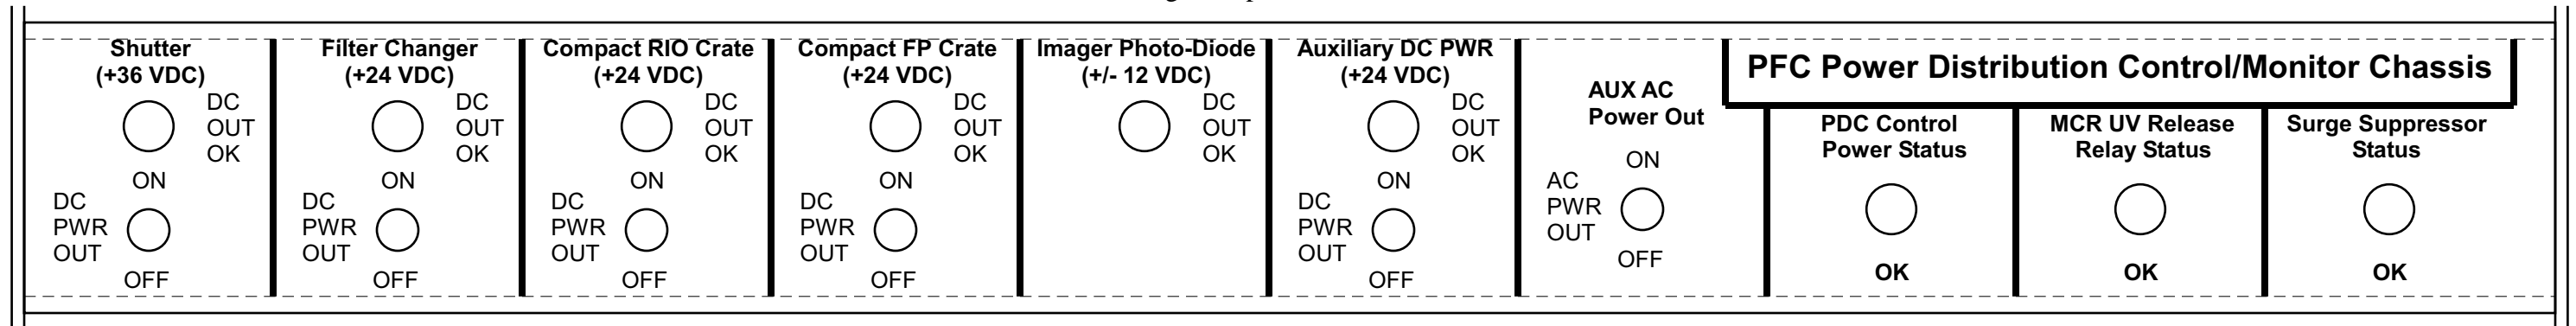 Shutter
(+36 VDC)
DC
OUT
OK
ON
DC
PWR
OUT
OFF
Filter Changer
(+24 VDC)
DC
OUT
OK
ON
DC
PWR
OUT
OFF
Compact RIO Crate
(+24 VDC)
DC
OUT
OK
ON
DC
PWR
OUT
OFF
Compact FP Crate
(+24 VDC)
DC
OUT
OK
ON
DC
PWR
OUT
OFF
Imager Photo-Diode
(+/- 12 VDC)
DC
OUT
OK
Auxiliary DC PWR
(+24 VDC)
DC
OUT
OK
ON
DC
PWR
OUT
OFF
AUX AC
Power Out
ON
AC
PWR
OUT
OFF
PFC Power Distribution Control/Monitor Chassis
PDC Control
Power Status
OK
MCR UV Release
Relay Status
OK
Surge Suppressor
Status
OK